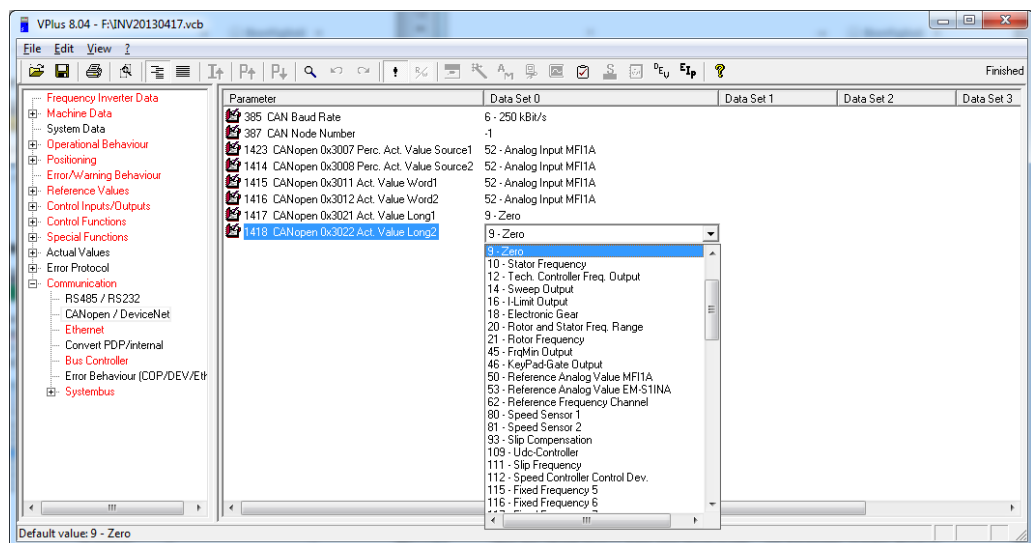 VPlus 8.04 - F:\INV20130417.vcb
File Edit View ?
Finished
Frequency Inverter Data
Machine Data
System Data
Operational Behaviour
Positioning
Error/Warning Behaviour
Reference Values
Control Inputs/Outputs
Control Functions
Special Functions
Actual Values
Error Protocol
Communication
RS485 / RS232
CANopen / DeviceNet
Ethernet
Convert PDP/internal
Bus Controller
Error Behaviour (COP/DEV/Eth
Systembus
Parameter Data Set 0 Data Set 1 Data Set 2 Data Set 3
385 CAN Baud Rate 6 - 250 kBit/s
387 CAN Node Number -1
1423 CANopen 0x3007 Perc. Act. Value Source1 52 - Analog Input MFI1A
1414 CANopen 0x3008 Perc. Act. Value Source2 52 - Analog Input MFI1A
1415 CANopen 0x3011 Act. Value Word1 52 - Analog Input MFI1A
1416 CANopen 0x3012 Act. Value Word2 52 - Analog Input MFI1A
1417 CANopen 0x3021 Act. Value Long1 9 - Zero
1418 CANopen 0x3022 Act. Value Long2 9 - Zero
9 - Zero
10 - Stator Frequency
12 - Tech. Controller Freq. Output
14 - Sweep Output
16 - I-Limit Output
18 - Electronic Gear
20 - Rotor and Stator Freq. Range
21 - Rotor Frequency
45 - FrqMin Output
46 - KeyPad-Gate Output
50 - Reference Analog Value MFI1A
53 - Reference Analog Value EM-S1INA
62 - Reference Frequency Channel
80 - Speed Sensor 1
81 - Speed Sensor 2
93 - Slip Compensation
109 - Udc-Controller
111 - Slip Frequency
112 - Speed Controller Control Dev.
115 - Fixed Frequency 5
116 - Fixed Frequency 6
Default value: 9 - Zero